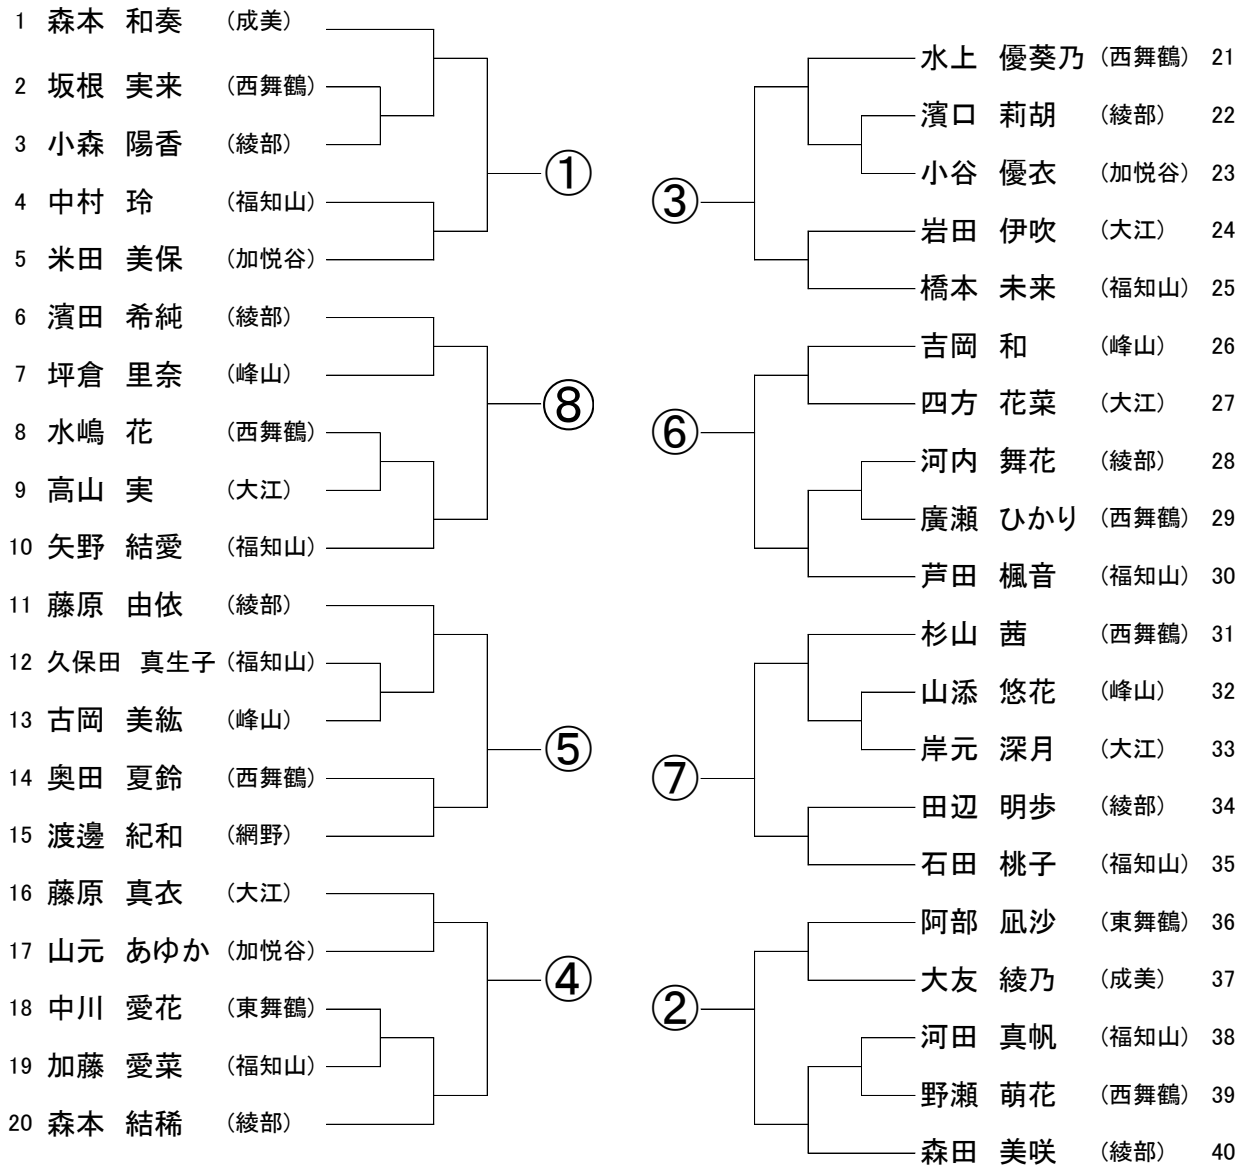 1 森本 和奏 （成美）
2 坂根 実来 （西舞鶴）
3 小森 陽香 （綾部）
①
4 中村 玲 （福知山）
5 米田 美保 （加悦谷）
6 濱田 希純 （綾部）
7 坪倉 里奈 （峰山）
⑧
8 水嶋 花 （西舞鶴）
9 高山 実 （大江）
10 矢野 結愛 （福知山）
11 藤原 由依 （綾部）
12 久保田 真生子 （福知山）
13 古岡 美紘 （峰山）
⑤
14 奥田 夏鈴 （西舞鶴）
15 渡邊 紀和 （網野）
16 藤原 真衣 （大江）
17 山元 あゆか （加悦谷）
④
18 中川 愛花 （東舞鶴）
19 加藤 愛菜 （福知山）
20 森本 結稀 （綾部）
水上 優葵乃 （西舞鶴） 21
濱口 莉胡 （綾部） 22
小谷 優衣 （加悦谷） 23
③
岩田 伊吹 （大江） 24
橋本 未来 （福知山） 25
吉岡 和 （峰山） 26
四方 花菜 （大江） 27
⑥
河内 舞花 （綾部） 28
廣瀬 ひかり （西舞鶴） 29
芦田 楓音 （福知山） 30
杉山 茜 （西舞鶴） 31
山添 悠花 （峰山） 32
岸元 深月 （大江） 33
⑦
田辺 明歩 （綾部） 34
石田 桃子 （福知山） 35
阿部 凪沙 （東舞鶴） 36
大友 綾乃 （成美） 37
②
河田 真帆 （福知山） 38
野瀬 萌花 （西舞鶴） 39
森田 美咲 （綾部） 40